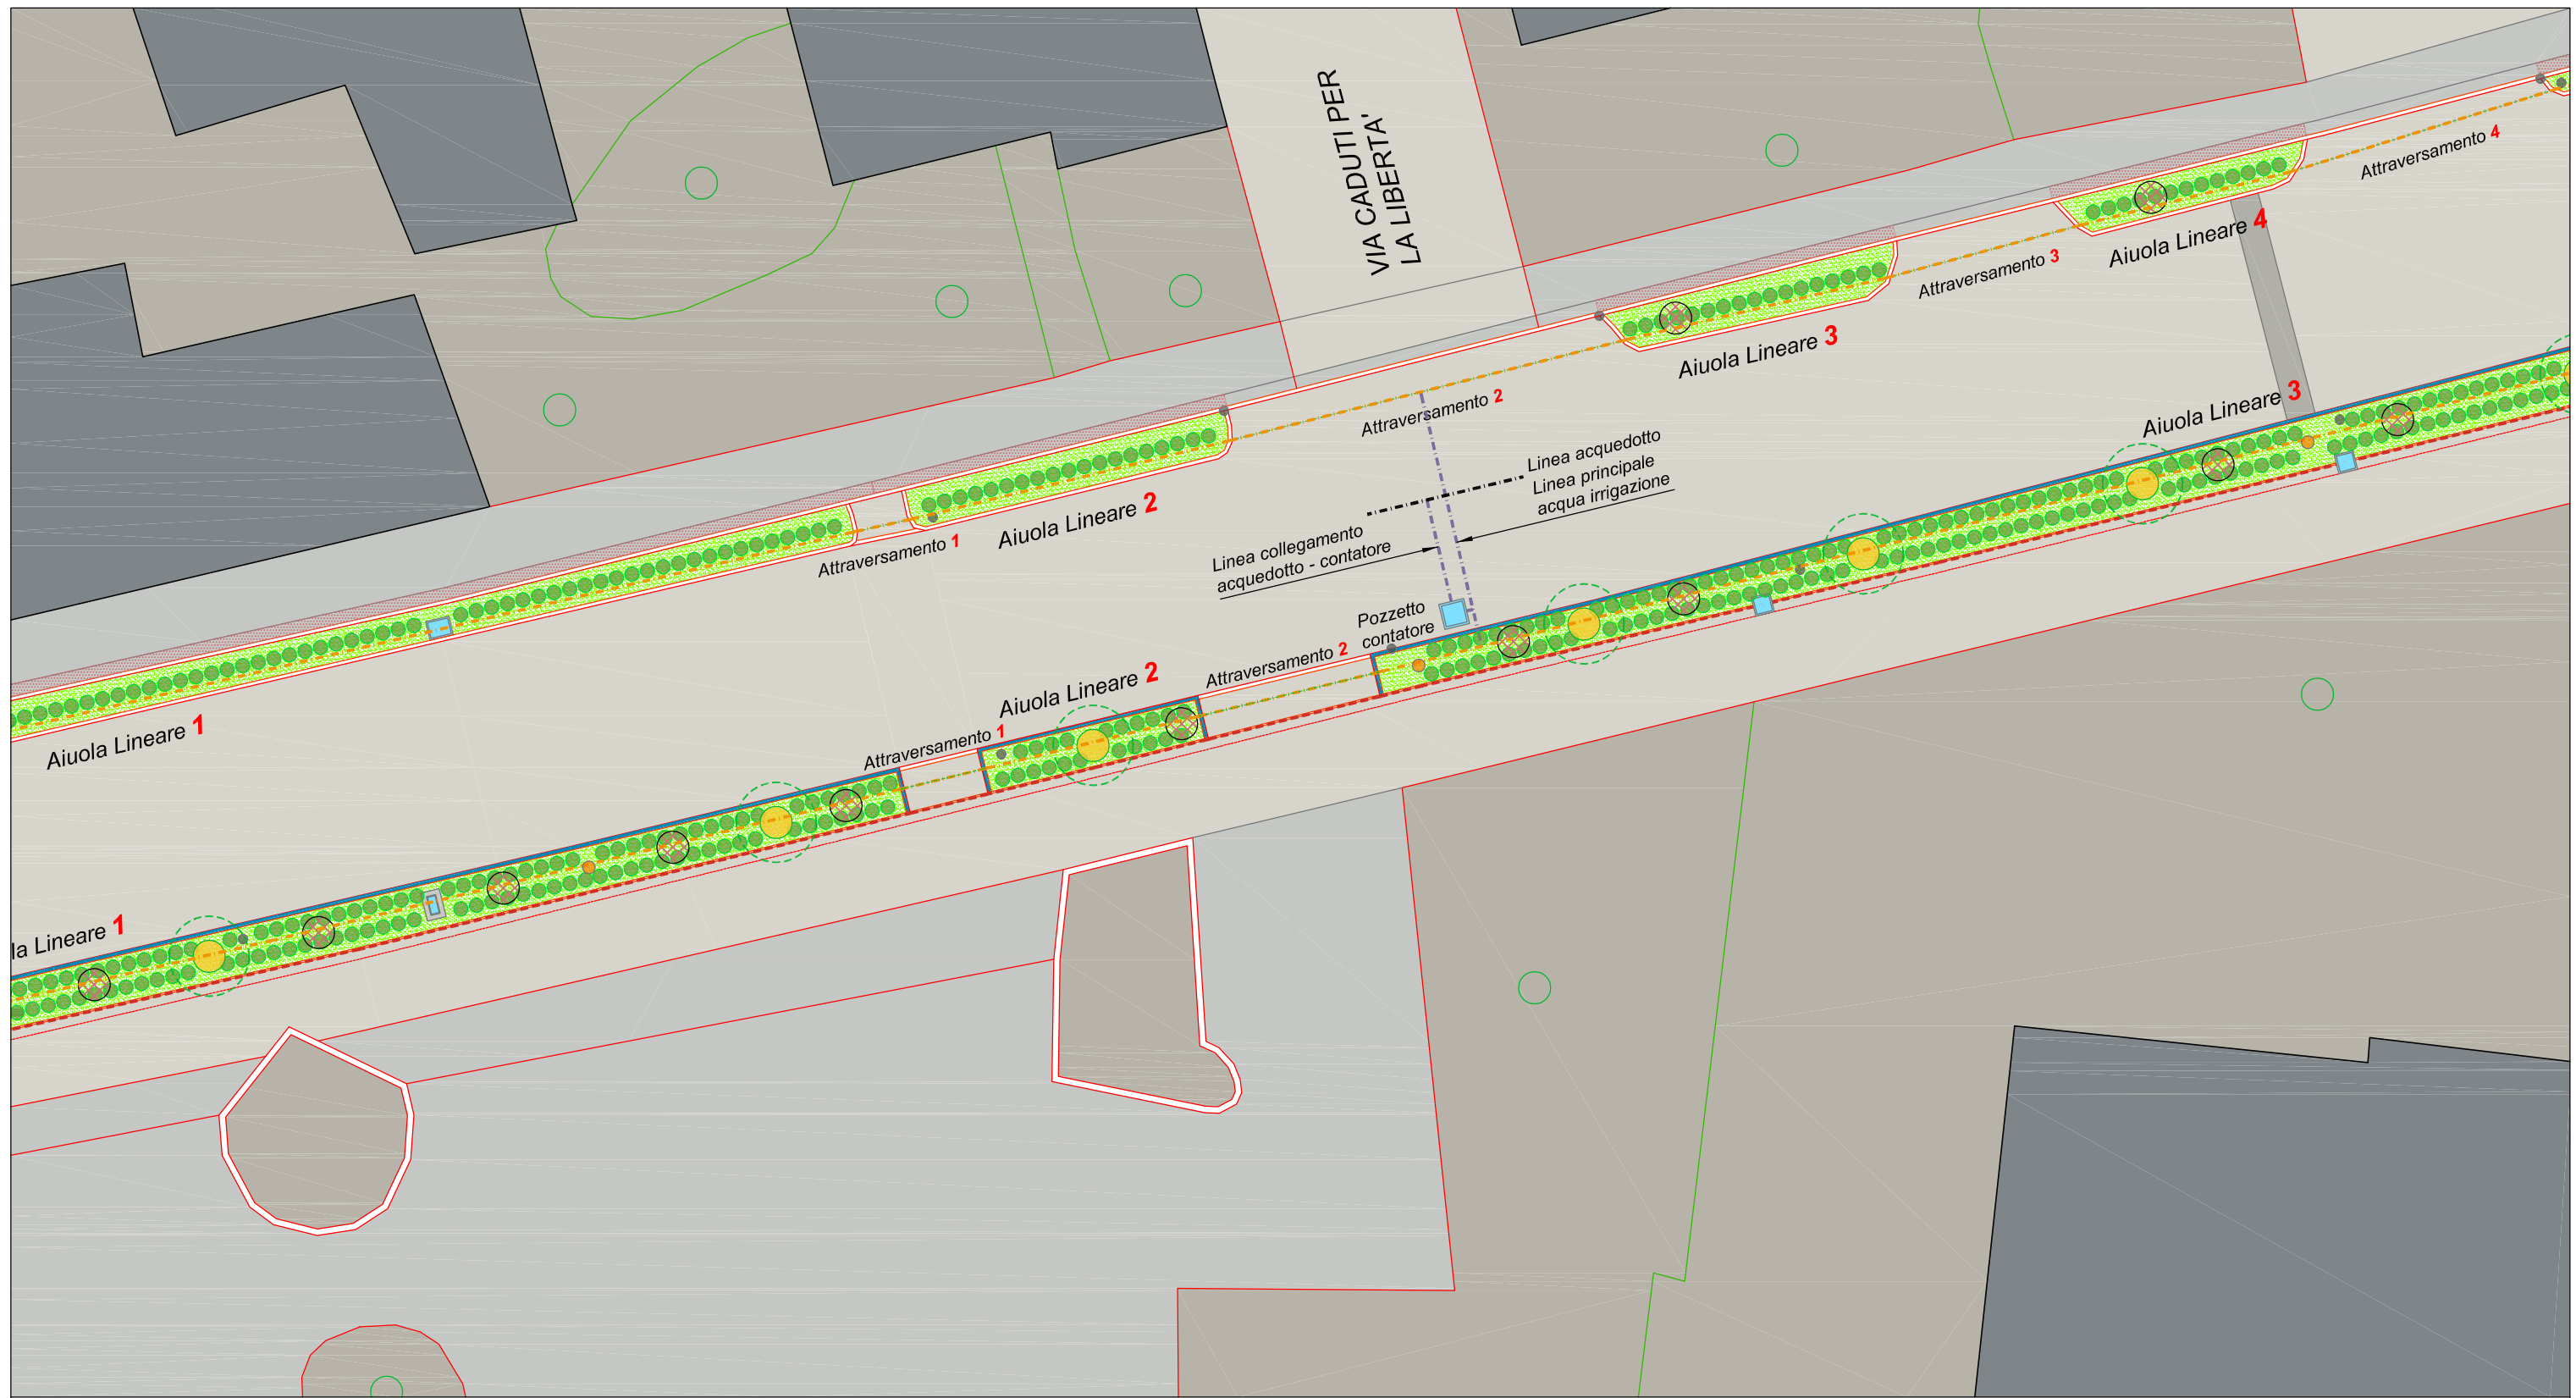 VIA CADUTI PER
LA LIBERTA'
Attraversamento 4
Aiuola Lineare 4
Attraversamento 3
Aiuola Lineare 3
Attraversamento 2
Aiuola Lineare 3
Linea acquedotto
Linea principale
acqua irrigazione
Aiuola Lineare 2
Attraversamento 1
Linea collegamento
acquedotto - contatore
Pozzetto
contatore
Attraversamento 2
Aiuola Lineare 2
Aiuola Lineare 1
Attraversamento 1
la Lineare 1